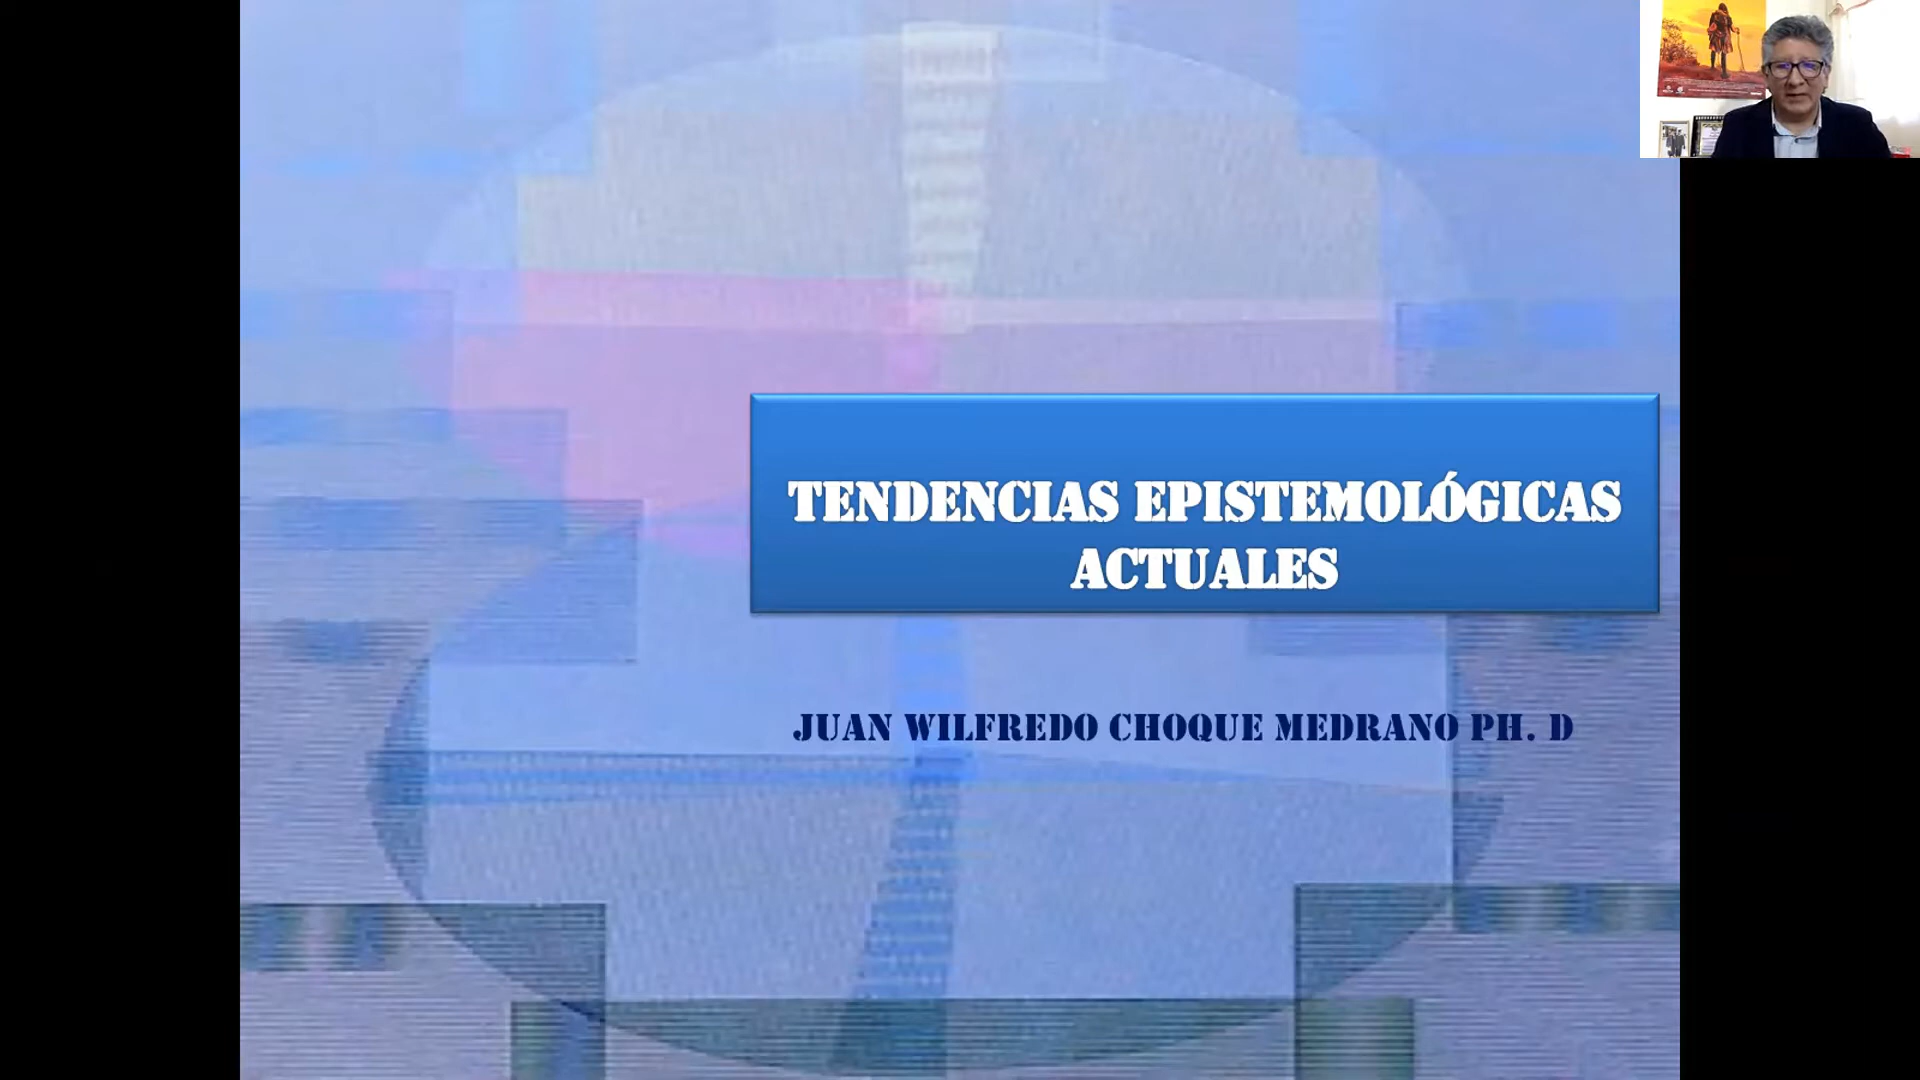 TENDENCIAS EPISTEMOLÓGICAS
ACTUALES
JUAN WILFREDO CHOQUE MEDRANO PH. D